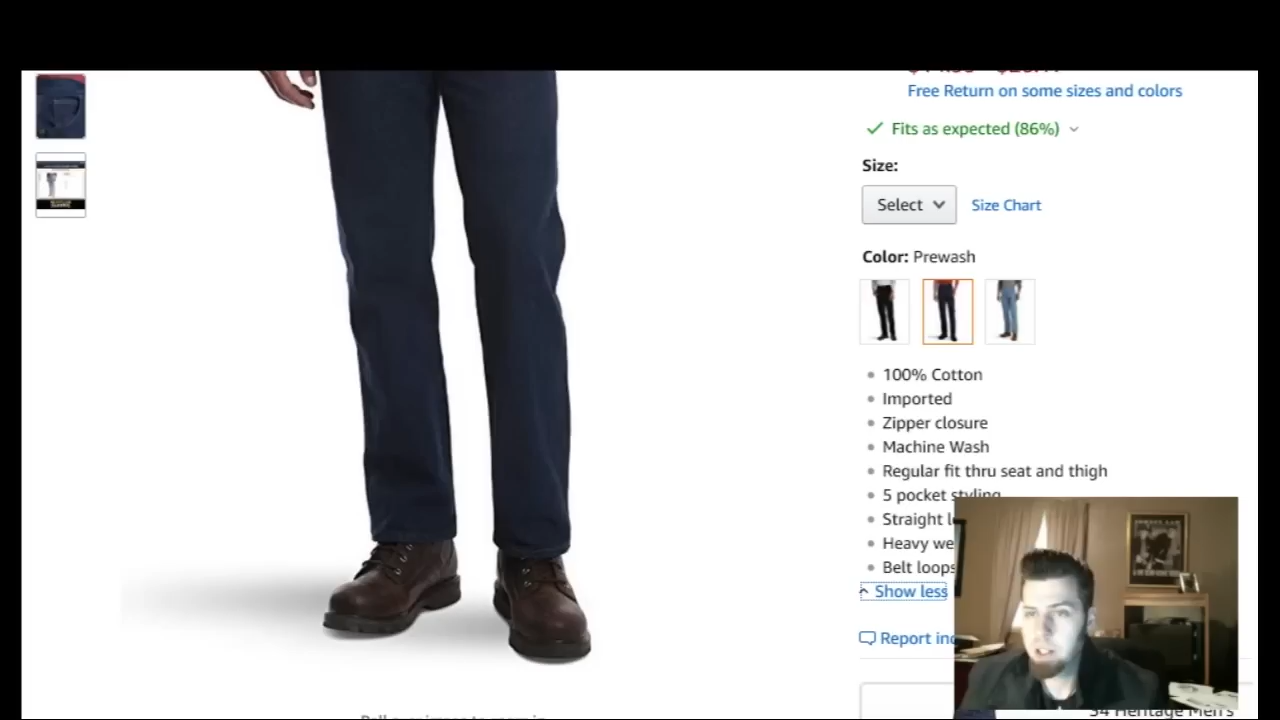 Free Return on some sizes and colors
Fits as expected (86%)
Size:
Select
Size Chart
Color: Prewash
100% Cotton
Imported
Zipper closure
Machine Wash
Regular fit thru seat and thigh
5 pocket styling
Straight
Heavy
Belt loops
Show less
Report
34 Heritage Men's